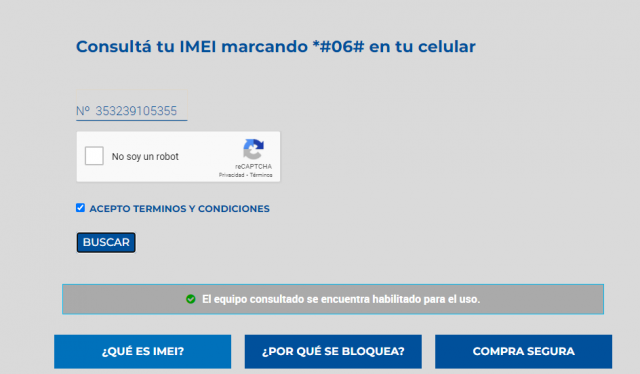 Consultá tu IMEI marcando *#06# en tu celular
Nº 353239105355
No soy un robot
reCAPTCHA
Privacidad - Términos
ACEPTO TERMINOS Y CONDICIONES
BUSCAR
El equipo consultado se encuentra habilitado para el uso.
¿QUÉ ES IMEI?
¿POR QUÉ SE BLOQUEA?
COMPRA SEGURA